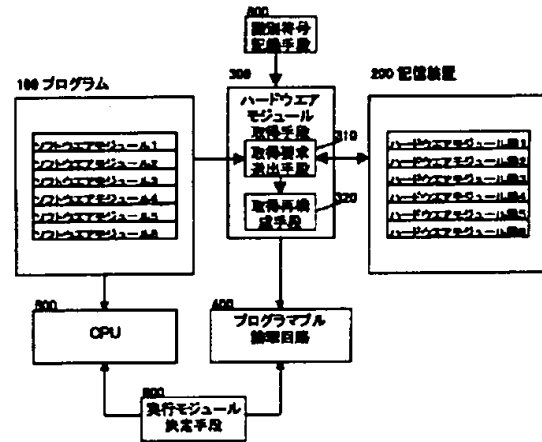 識別符号
記録手段
100 プログラム
300
200 記憶装置
ハードウエア
モジュール
取得手段
310
ソフトウエアモジュール1
ソフトウエアモジュール2
ソフトウエアモジュール3
ソフトウエアモジュール4
ソフトウエアモジュール5
ソフトウエアモジュール6
取得要求
送出手段
320
取得再構
成手段
ハードウエアモジュール群1
ハードウエアモジュール群2
ハードウエアモジュール群3
ハードウエアモジュール群4
ハードウエアモジュール群5
ハードウエアモジュール群6
CPU
400
プログラマブル
論理回路
実行モジュール
決定手段